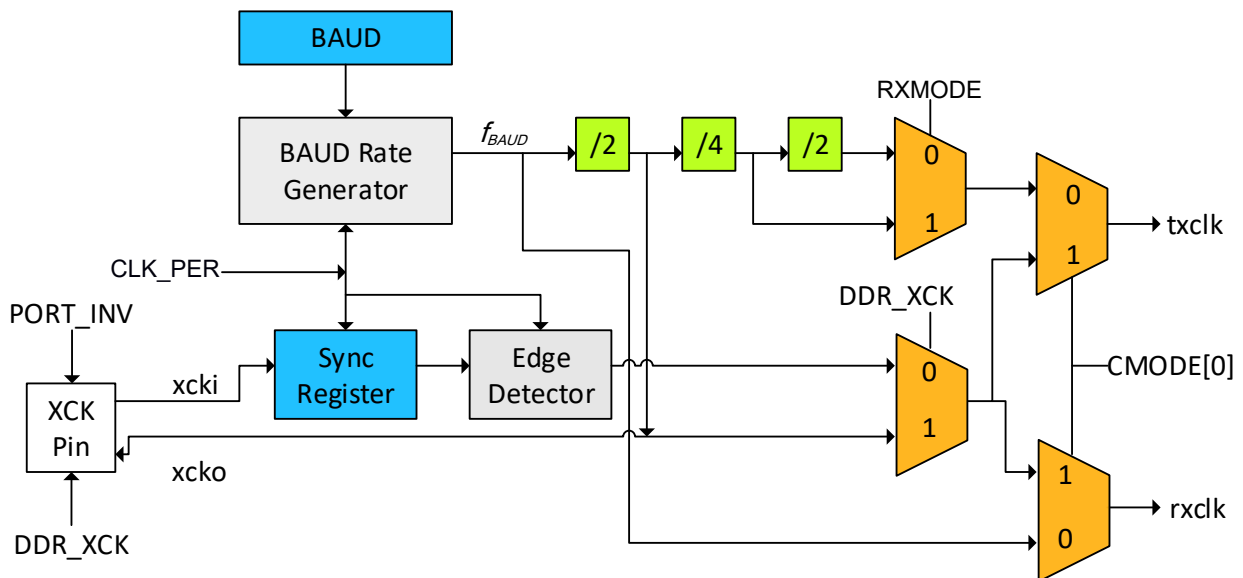 BAUD
RXMODE
BAUD Rate
Generator
fBAUD
/2
/4
/2
0
1
0
1
txclk
CLK_PER
PORT_INV
DDR_XCK
xcki
Sync
Register
Edge
Detector
0
1
CMODE[0]
XCK
Pin
xcko
1
0
rxclk
DDR_XCK